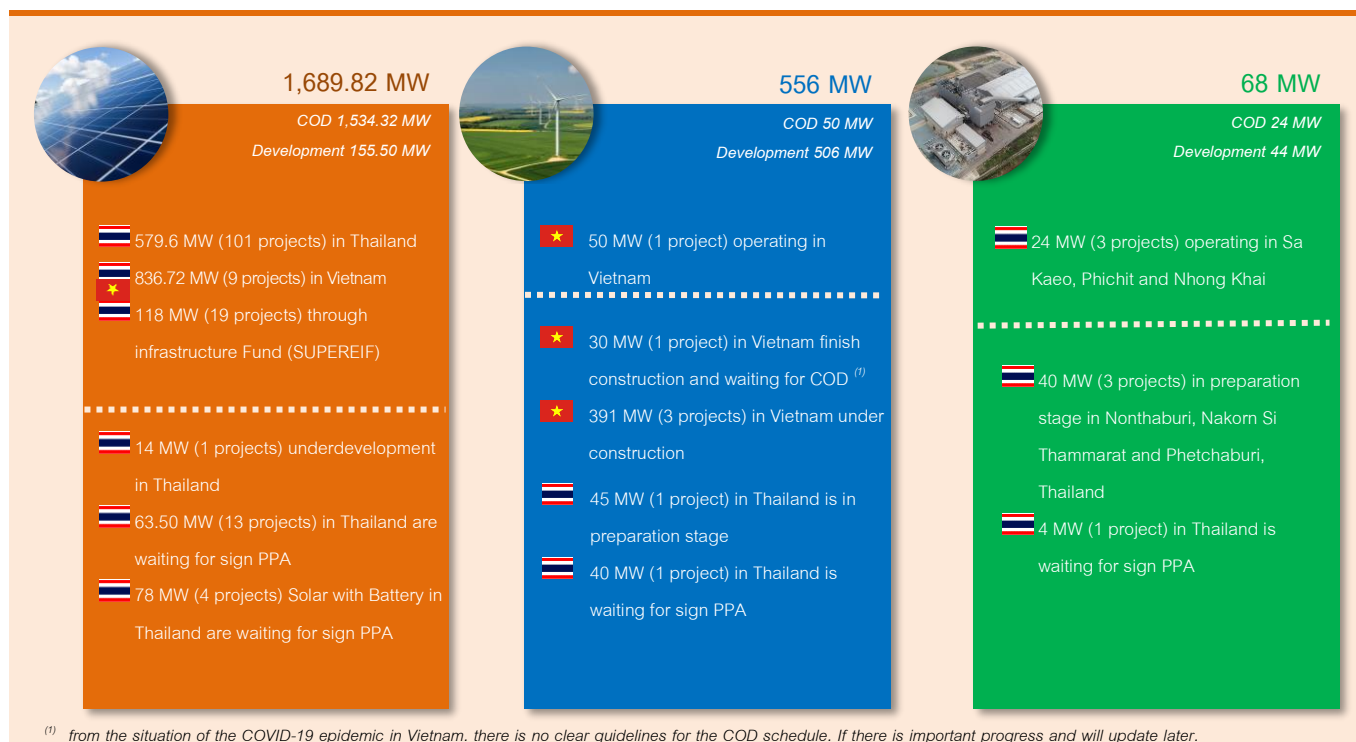 1,689.82 MW
COD 1,534.32 MW
Development 155.50 MW
579.6 MW (101 projects) in Thailand
836.72 MW (9 projects) in Vietnam
118 MW (19 projects) through
infrastructure Fund (SUPEREIF)
14 MW (1 projects) underdevelopment
in Thailand
63.50 MW (13 projects) in Thailand are
waiting for sign PPA
78 MW (4 projects) Solar with Battery in
Thailand are waiting for sign PPA
556 MW
COD 50 MW
Development 506 MW
50 MW (1 project) operating in
Vietnam
30 MW (1 project) in Vietnam finish
construction and waiting for COD (1)
391 MW (3 projects) in Vietnam under
construction
45 MW (1 project) in Thailand is in
preparation stage
40 MW (1 project) in Thailand is
waiting for sign PPA
68 MW
COD 24 MW
Development 44 MW
24 MW (3 projects) operating in Sa
Kaeo, Phichit and Nhong Khai
40 MW (3 projects) in preparation
stage in Nonthaburi, Nakorn Si
Thammarat and Phetchaburi,
Thailand
4 MW (1 project) in Thailand is
waiting for sign PPA
(1) from the situation of the COVID-19 epidemic in Vietnam, there is no clear guidelines for the COD schedule. If there is important progress and will update later.